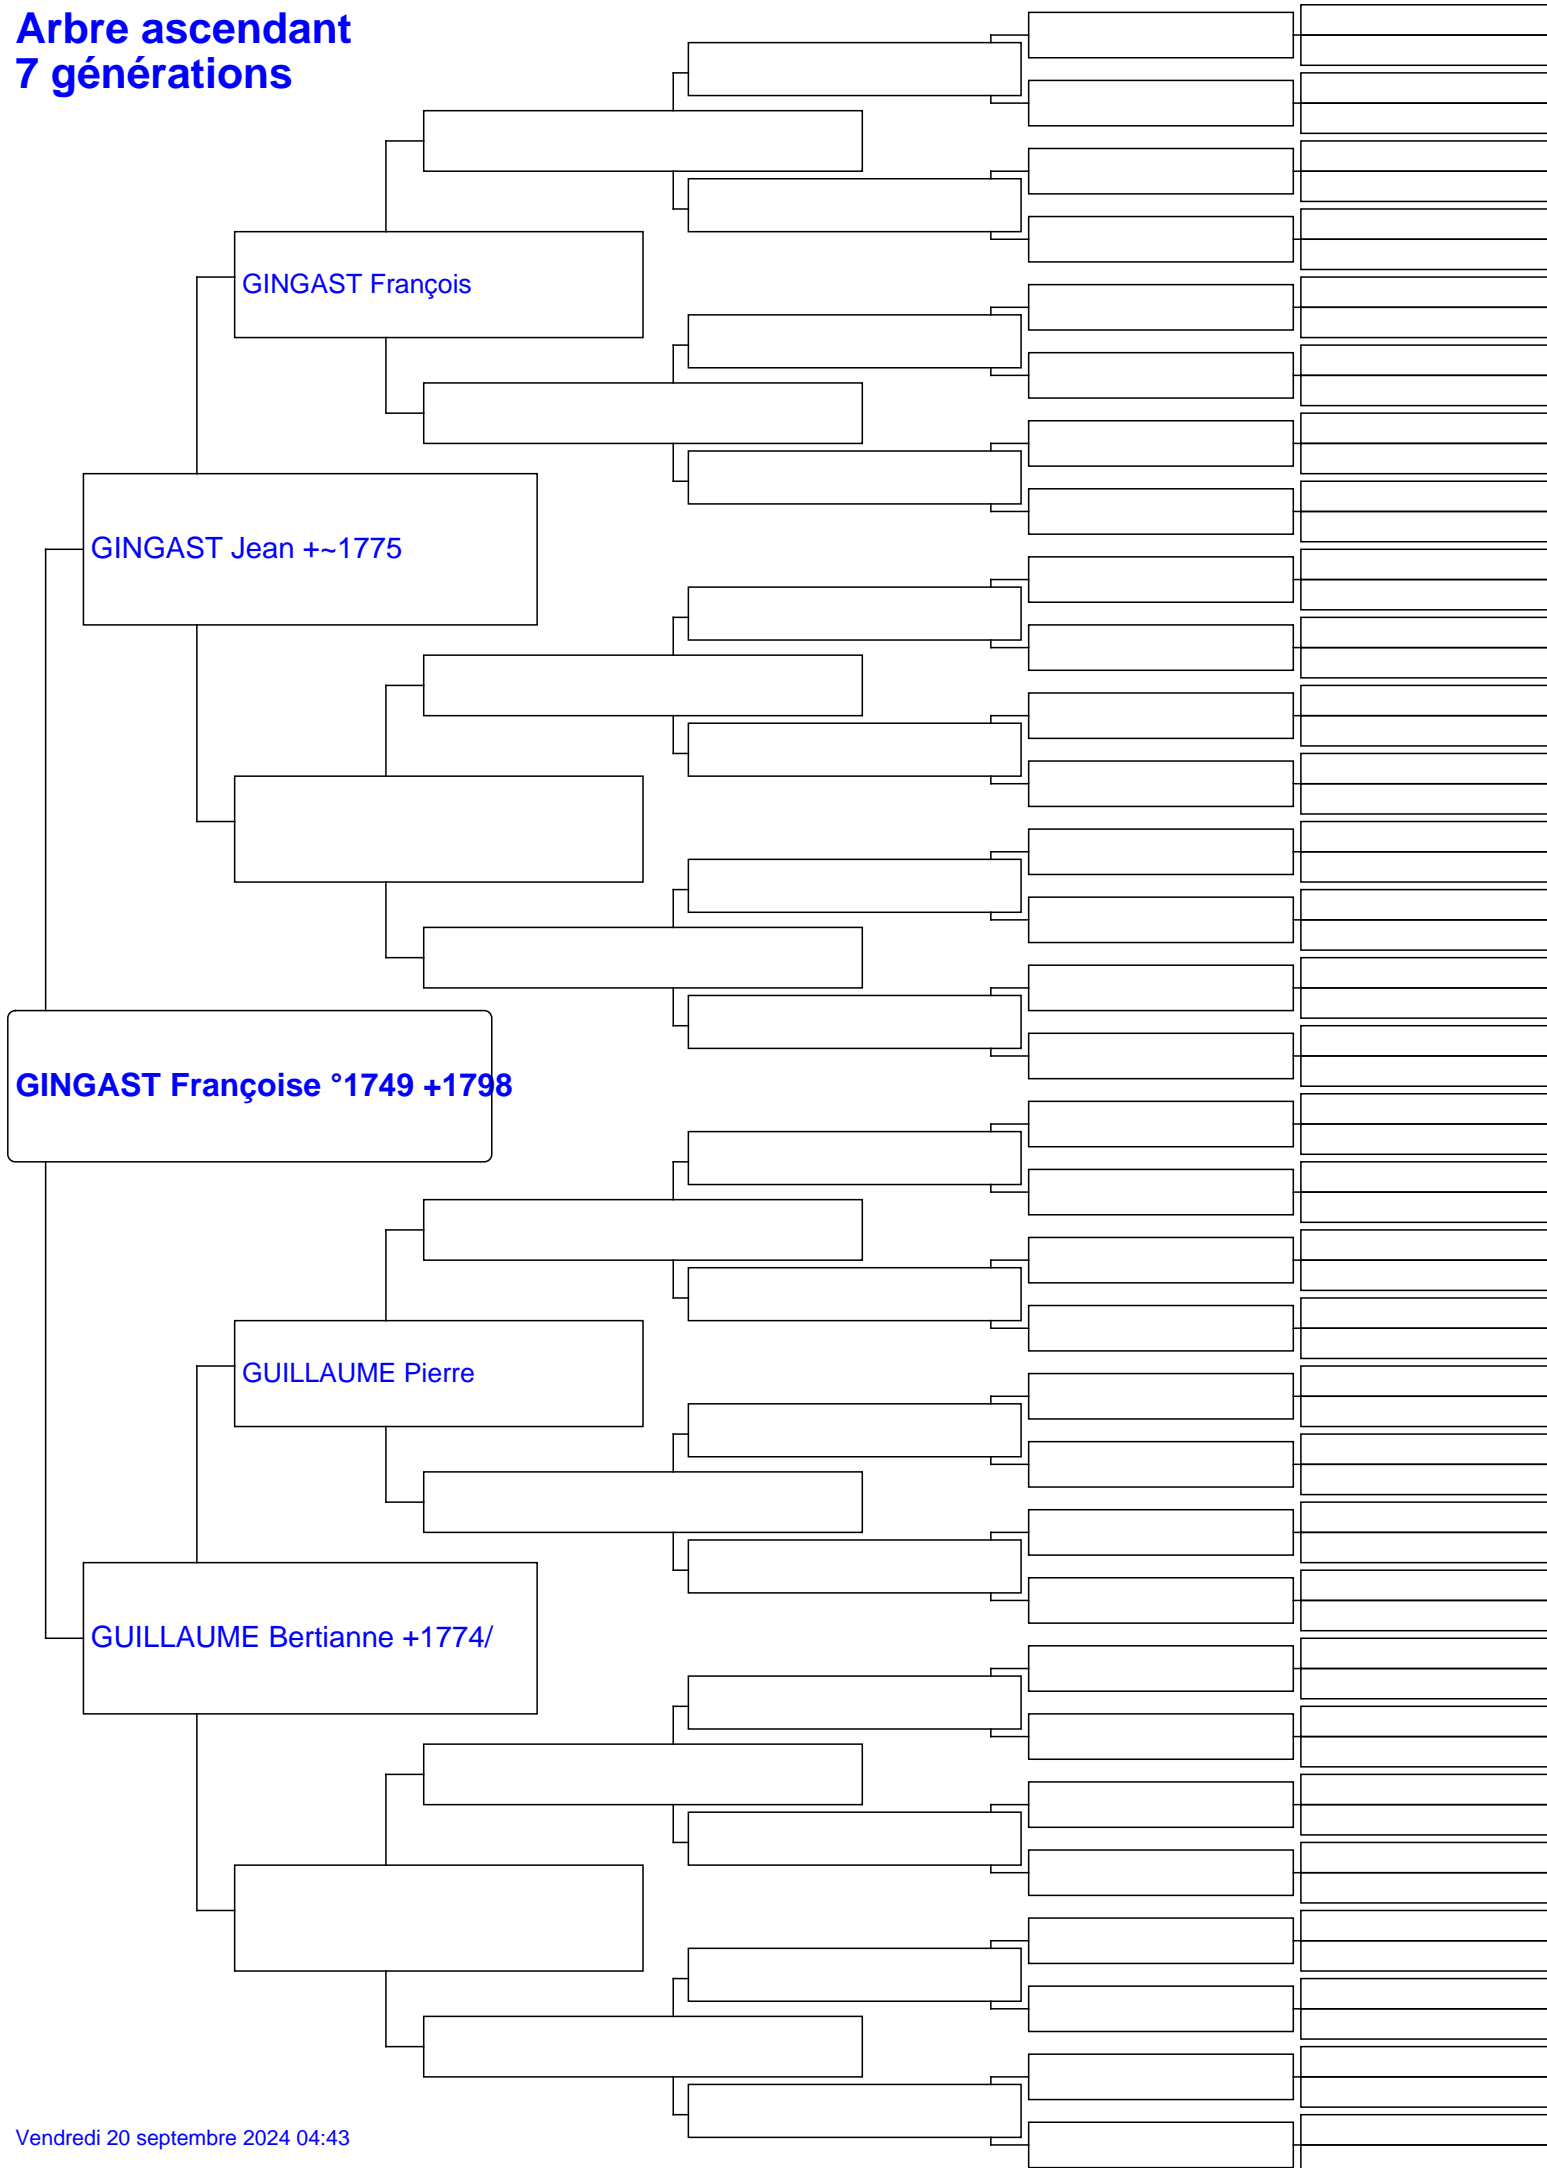 Arbre ascendant
7 générations
GINGAST François
GINGAST Jean +~1775
GINGAST Françoise °1749 +1798
GUILLAUME Pierre
GUILLAUME Bertianne +1774/
Vendredi 20 septembre 2024 04:43